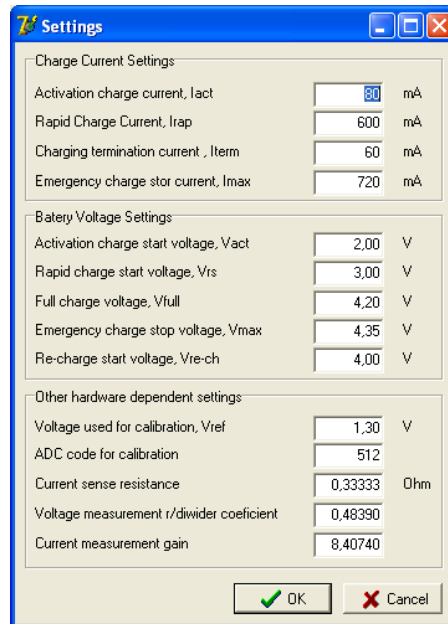 Settings
Charge Current Settings
Activation charge current, Iact 80 mA
Rapid Charge Current, Irap 600 mA
Charging termination current , Iterm 60 mA
Emergency charge stor current, Imax 720 mA
Batery Voltage Settings
Activation charge start voltage, Vact 2,00 V
Rapid charge start voltage, Vrs 3,00 V
Full charge voltage, Vfull 4,20 V
Emergency charge stop voltage, Vmax 4,35 V
Re-charge start voltage, Vre-ch 4,00 V
Other hardware dependent settings
Voltage used for calibration, Vref 1,30 V
ADC code for calibration 512
Current sense resistance 0,33333 Ohm
Voltage measurement r/diwider coeficient 0,48390
Current measurement gain 8,40740
OK Cancel